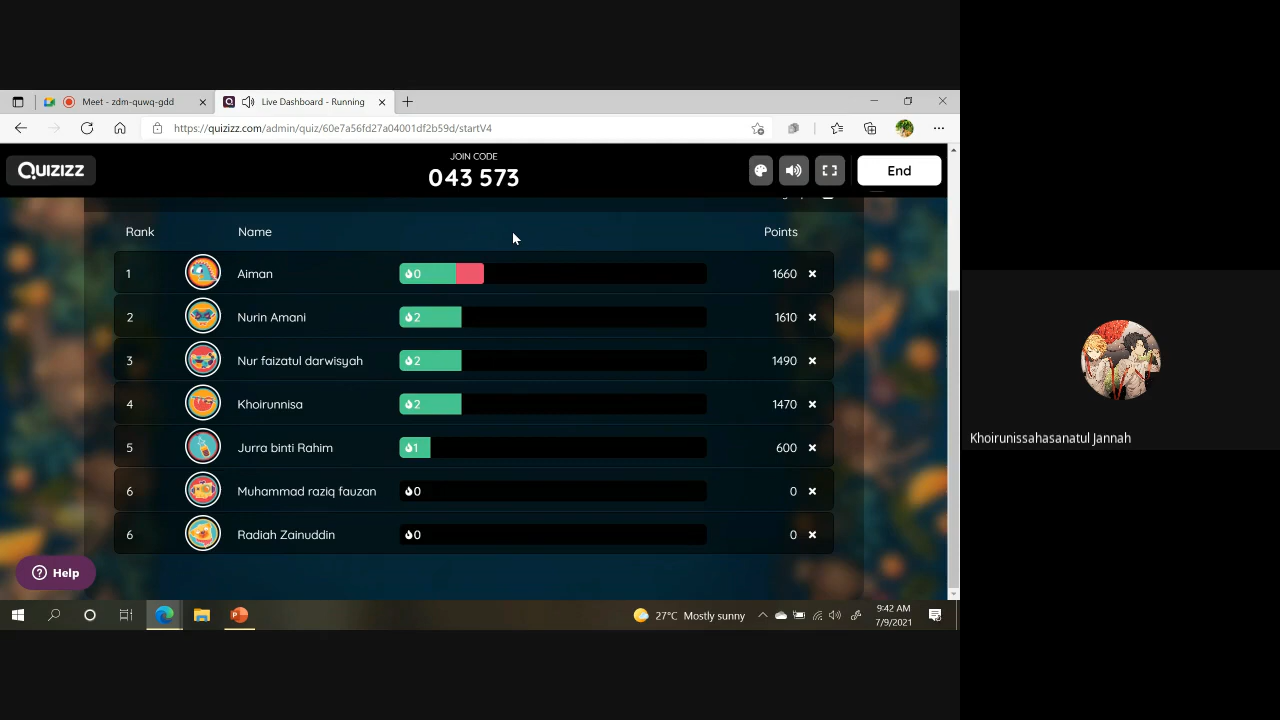 Meet - zdm-quwq-gdd
Live Dashboard - Running
https://quizizz.com/admin/quiz/60e7a56fd27a04001df2b59d/startV4
Quizizz
JOIN CODE
043 573
End
Rank Name Points
1 Aiman 0 1660
2 Nurin Amani 2 1610
3 Nur faizatul darwisyah 2 1490
4 Khoirunnisa 2 1470
5 Jurra binti Rahim 1 600
6 Muhammad raziq fauzan 0 0
6 Radiah Zainuddin 0 0
Help
27°C Mostly sunny
9:42 AM
7/9/2021
Khoirunissahasanatul Jannah